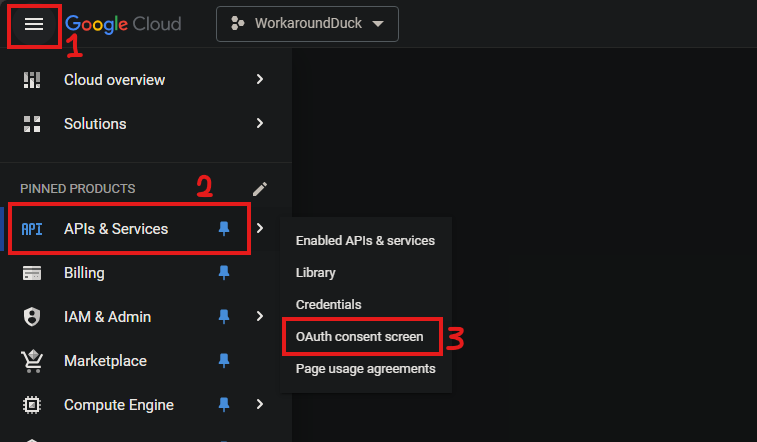 Google Cloud
WorkaroundDuck
1
Cloud overview
Solutions
PINNED PRODUCTS
2
API
APIs & Services
Enabled APIs & services
Billing
Library
Credentials
IAM & Admin
OAuth consent screen
3
Marketplace
Page usage agreements
Compute Engine